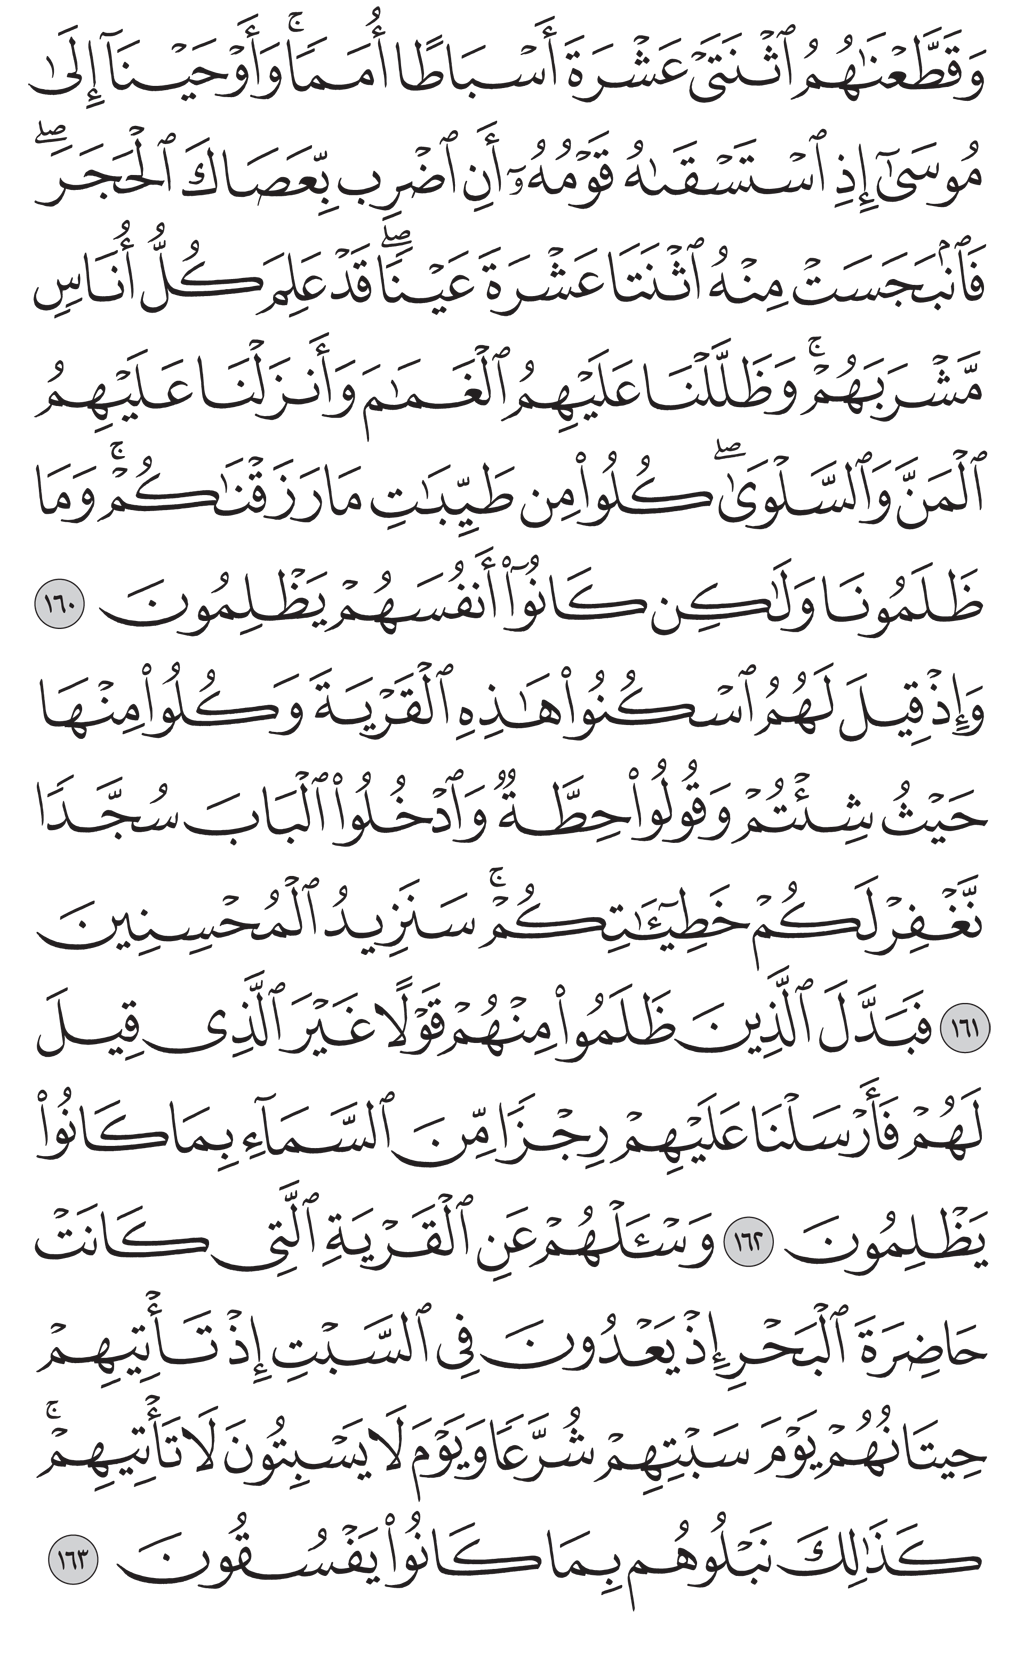 وَقَطَّعْنَٰهُمُ ٱثْنَتَىْ عَشْرَةَ أَسْبَاطًا أُمَمًۭا ۚ وَأَوْحَيْنَآ إِلَىٰ
مُوسَىٰٓ إِذِ ٱسْتَسْقَىٰهُ قَوْمُهُۥٓ أَنِ ٱضْرِب بِّعَصَاكَ ٱلْحَجَرَ ۖ
فَٱنۢبَجَسَتْ مِنْهُ ٱثْنَتَا عَشْرَةَ عَيْنًۭا ۖ قَدْ عَلِمَ كُلُّ أُنَاسٍۢ
مَّشْرَبَهُمْ ۚ وَظَلَّلْنَا عَلَيْهِمُ ٱلْغَمَٰمَ وَأَنزَلْنَا عَلَيْهِمُ
ٱلْمَنَّ وَٱلسَّلْوَىٰ ۖ كُلُوا۟ مِن طَيِّبَٰتِ مَا رَزَقْنَٰكُمْ ۚ وَمَا
ظَلَمُونَا وَلَٰكِن كَانُوٓا۟ أَنفُسَهُمْ يَظْلِمُونَ ١٦٠
وَإِذْ قِيلَ لَهُمُ ٱسْكُنُوا۟ هَٰذِهِ ٱلْقَرْيَةَ وَكُلُوا۟ مِنْهَا
حَيْثُ شِئْتُمْ وَقُولُوا۟ حِطَّةٌۭ وَٱدْخُلُوا۟ ٱلْبَابَ سُجَّدًۭا
نَّغْفِرْ لَكُمْ خَطِيٓـَٰٔتِكُمْ ۚ سَنَزِيدُ ٱلْمُحْسِنِينَ
١٦١ فَبَدَّلَ ٱلَّذِينَ ظَلَمُوا۟ مِنْهُمْ قَوْلًا غَيْرَ ٱلَّذِى قِيلَ
لَهُمْ فَأَرْسَلْنَا عَلَيْهِمْ رِجْزًۭا مِّنَ ٱلسَّمَآءِ بِمَا كَانُوا۟
يَظْلِمُونَ ١٦٢ وَسْـَٔلْهُمْ عَنِ ٱلْقَرْيَةِ ٱلَّتِى كَانَتْ
حَاضِرَةَ ٱلْبَحْرِ إِذْ يَعْدُونَ فِى ٱلسَّبْتِ إِذْ تَأْتِيهِمْ
حِيتَانُهُمْ يَوْمَ سَبْتِهِمْ شُرَّعًۭا وَيَوْمَ لَا يَسْبِتُونَ لَا تَأْتِيهِمْ ۚ
كَذَٰلِكَ نَبْلُوهُم بِمَا كَانُوا۟ يَفْسُقُونَ ١٦٣